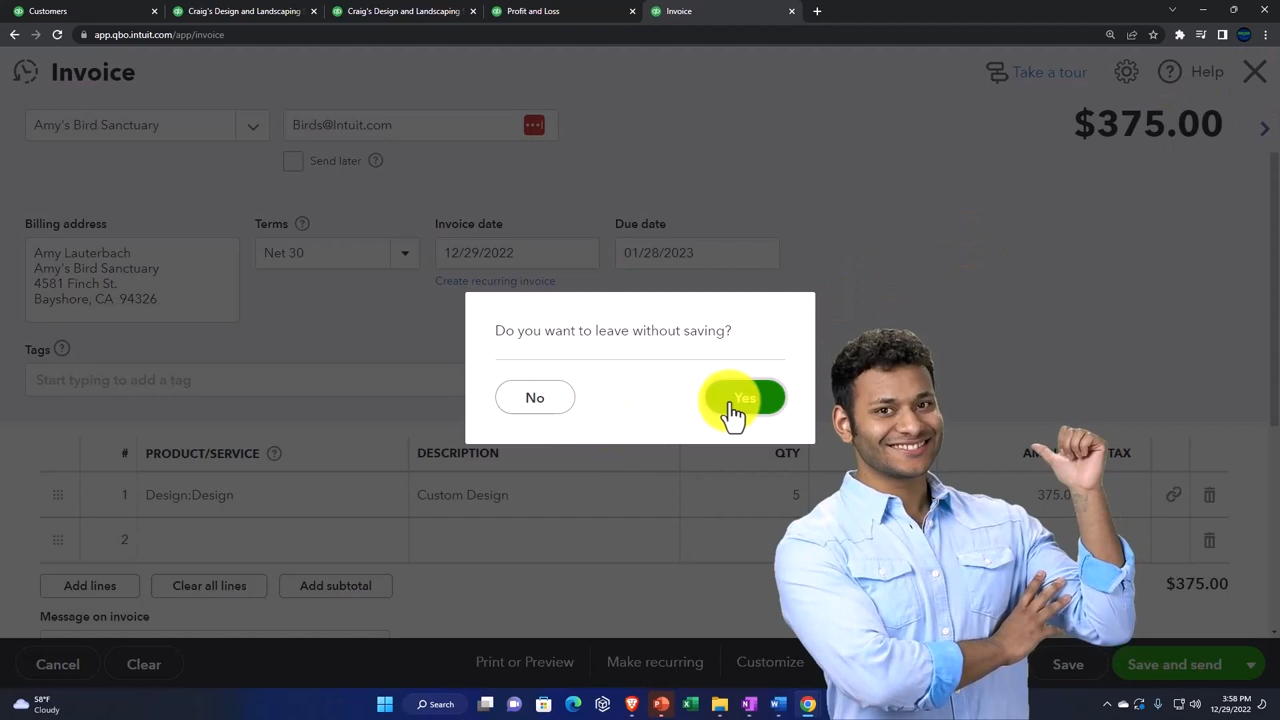 Customers
Craig's Design and Landscaping
Craig's Design and Landscaping
Profit and Loss
Invoice
app.qbo.intuit.com/app/invoice
Invoice
Take a tour
Help
Amy's Bird Sanctuary
Birds@Intuit.com
$375.00
Send later
Billing address
Terms
Invoice date
Due date
Amy Lauterbach
Amy's Bird Sanctuary
4581 Finch St.
Bayshore, CA 94326
Net 30
12/29/2022
01/28/2023
Create recurring invoice
Do you want to leave without saving?
Tags
Start typing to add a tag
No
Yes
# PRODUCT/SERVICE DESCRIPTION QTY TAX
1 Design:Design Custom Design 5 375.0
2
Add lines
Clear all lines
Add subtotal
$375.00
Message on invoice
Cancel
Clear
Print or Preview
Make recurring
Customize
Save
Save and send
58°F
Cloudy
Search
3:58 PM
12/29/2022